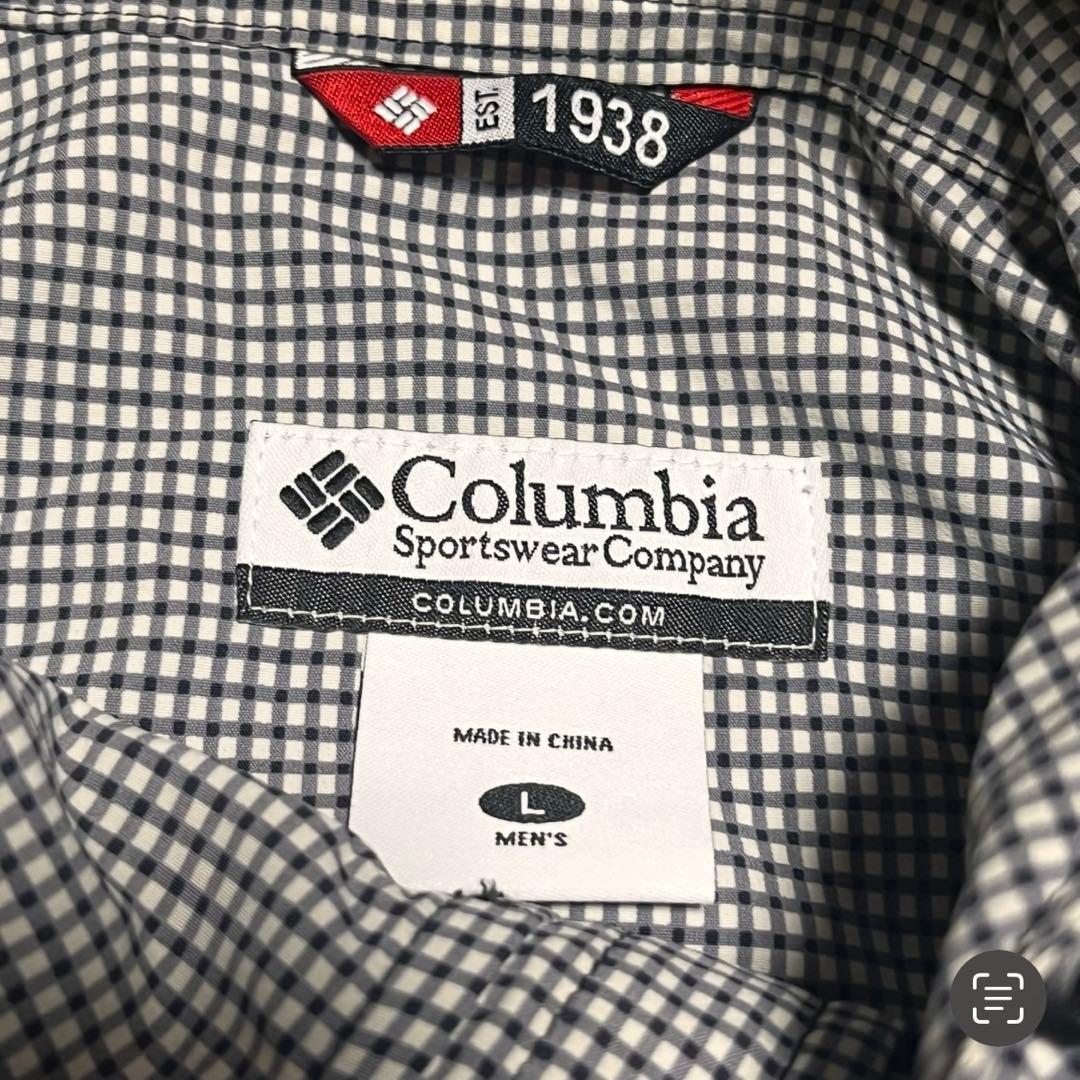 EST. 1938
Columbia
Sportswear Company
COLUMBIA.COM
MADE IN CHINA
L
MEN'S